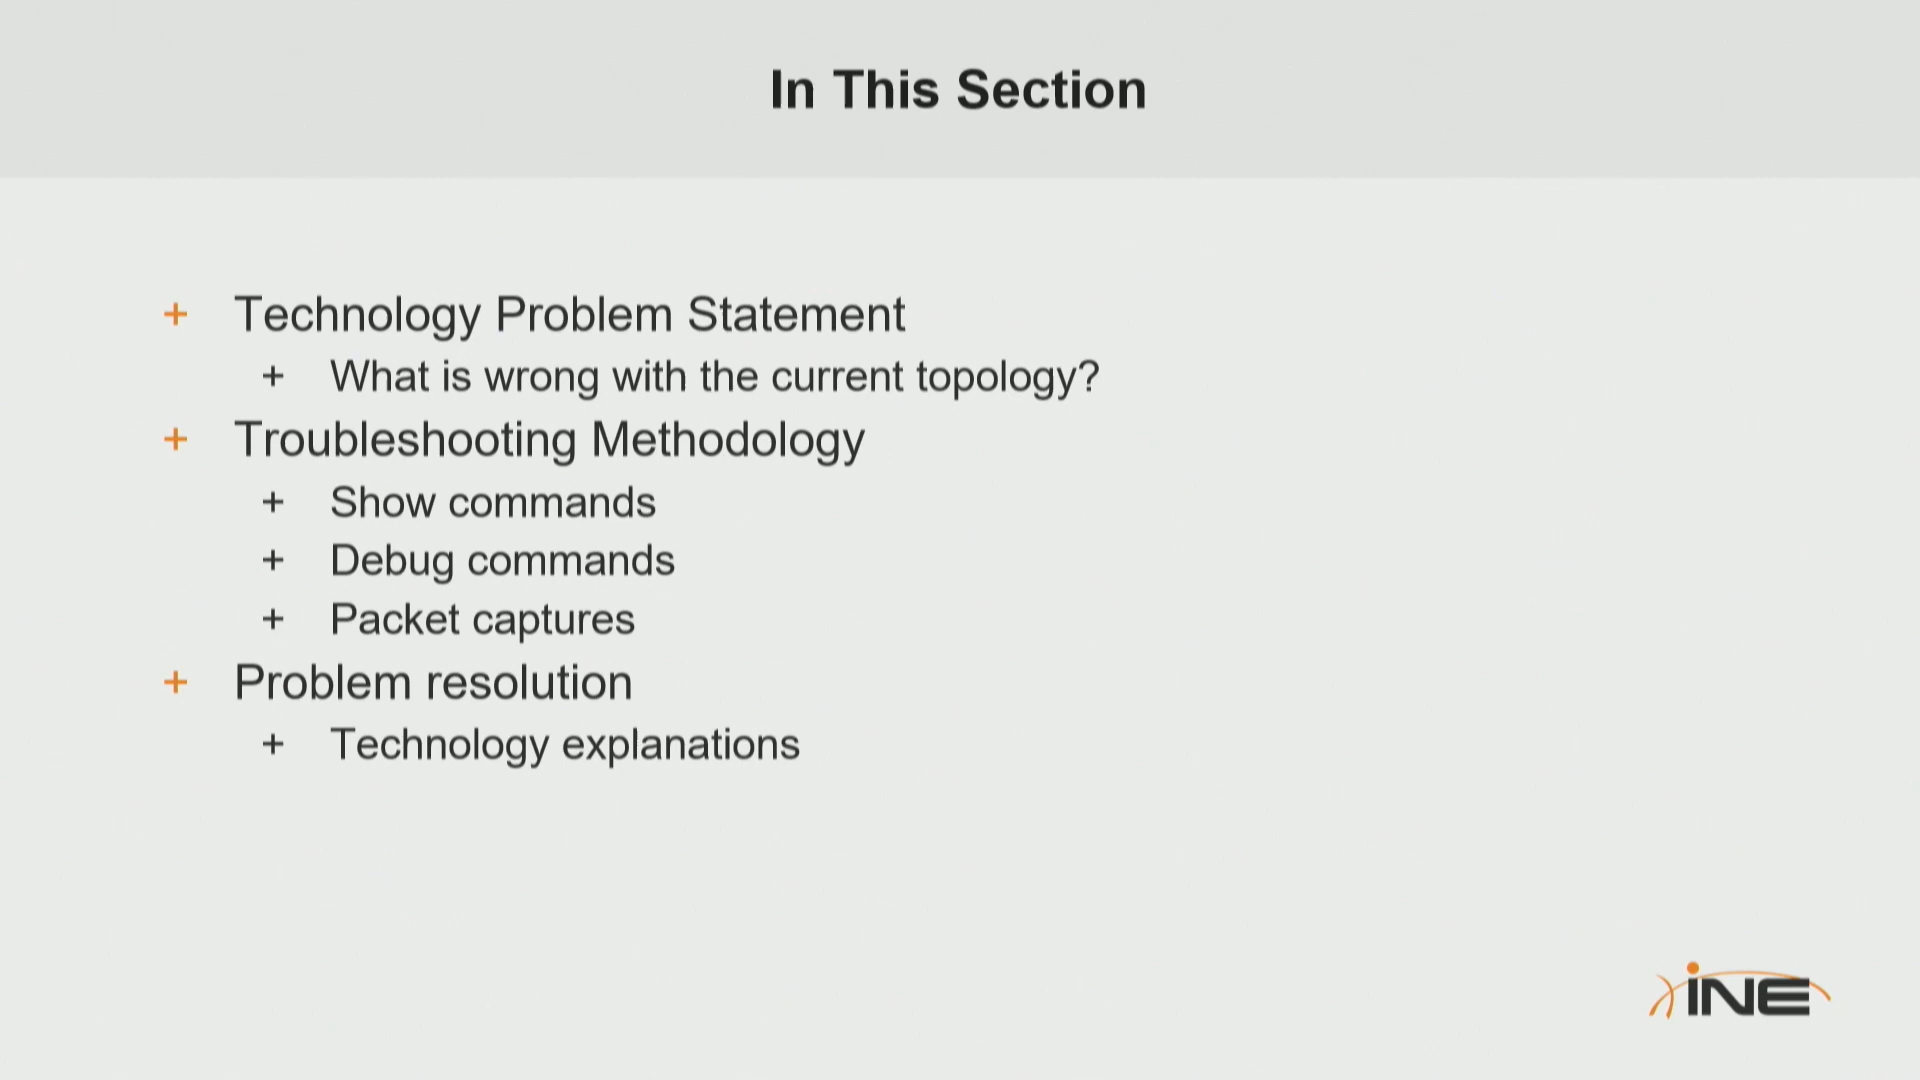 In This Section
+ Technology Problem Statement
+ What is wrong with the current topology?
+ Troubleshooting Methodology
+ Show commands
+ Debug commands
+ Packet captures
+ Problem resolution
+ Technology explanations
iNE